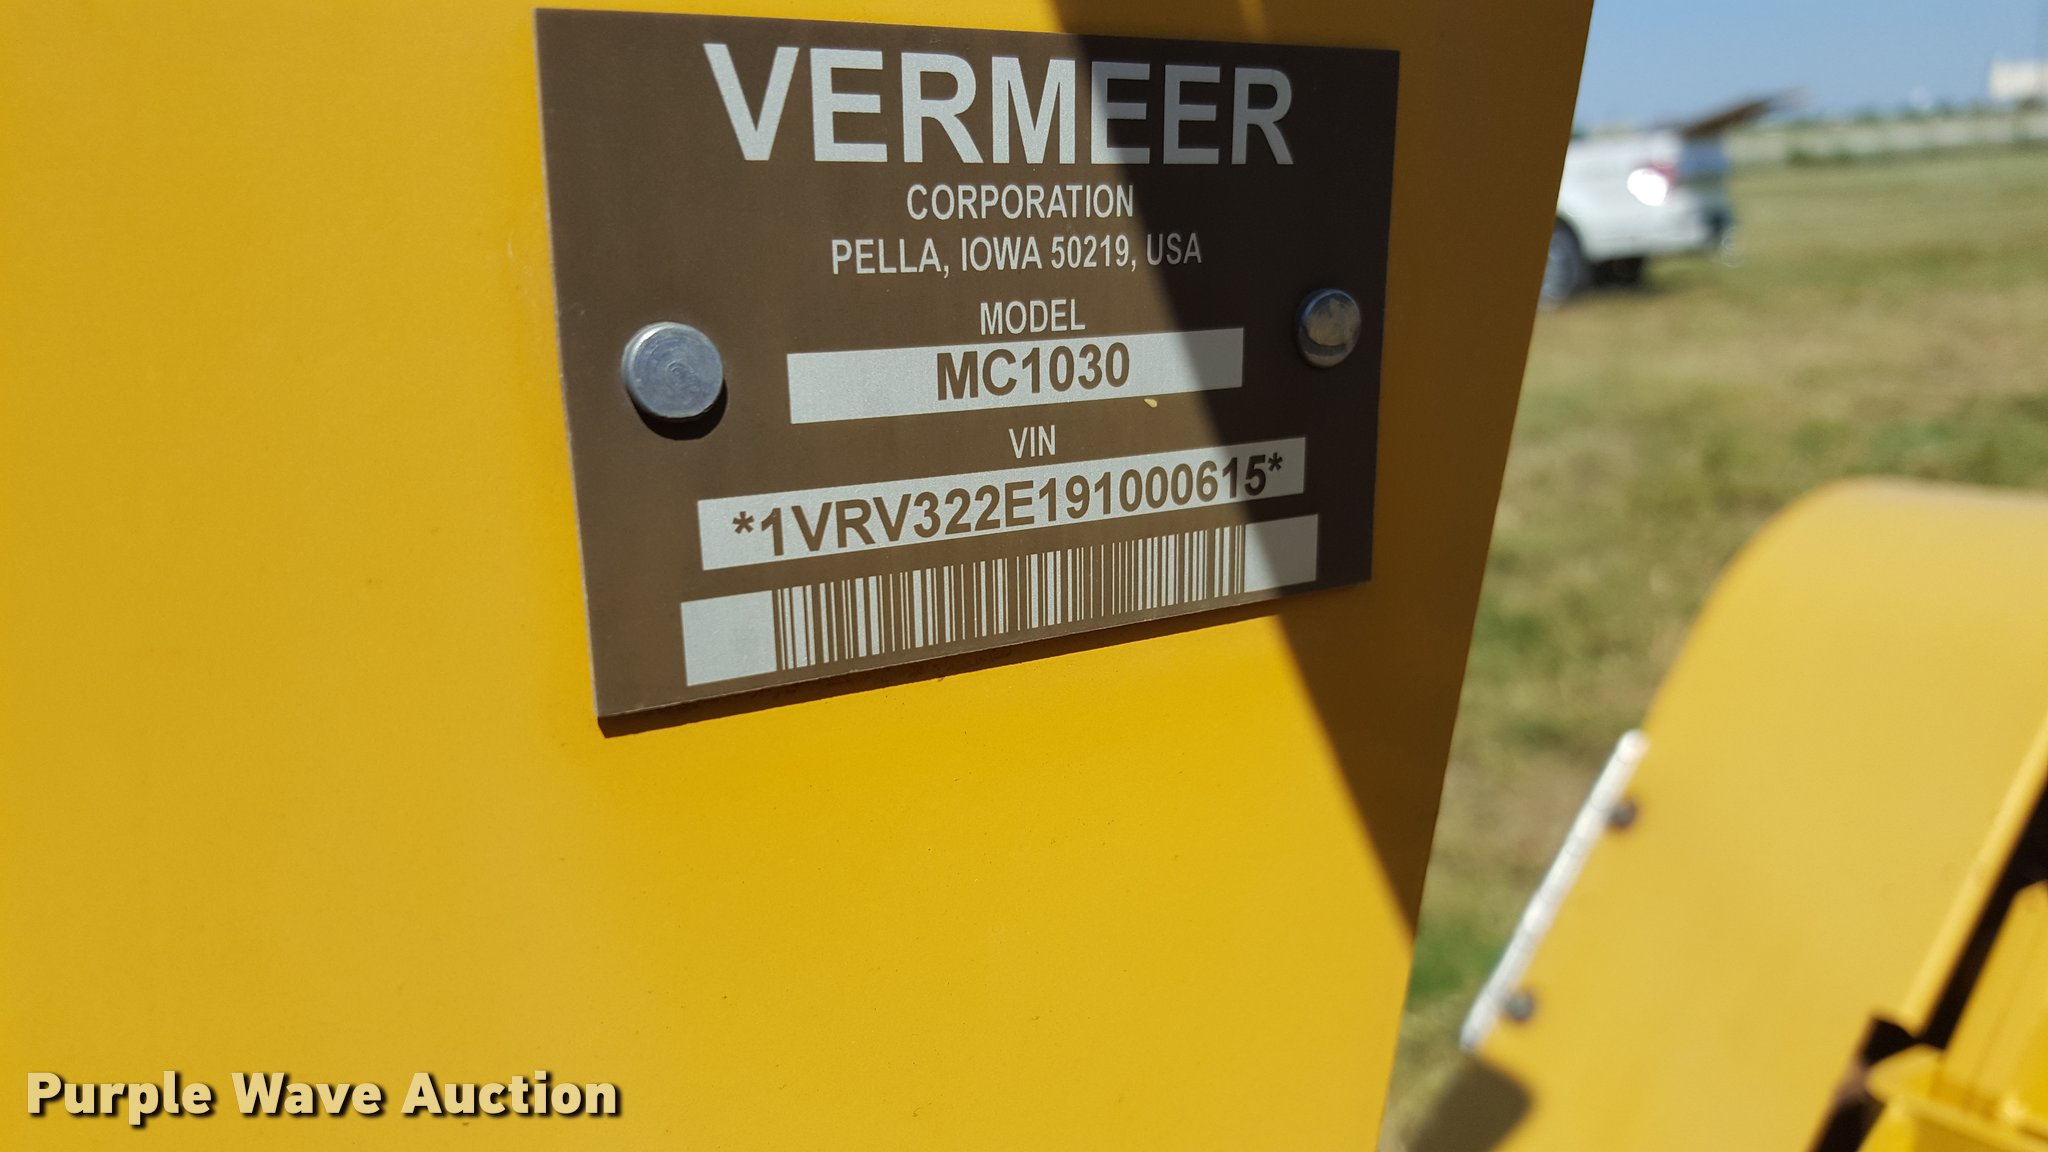 VERMEER
CORPORATION
PELLA, IOWA 50219, USA
MODEL
MC1030
VIN
*1VRV322E191000615*
Purple Wave Auction